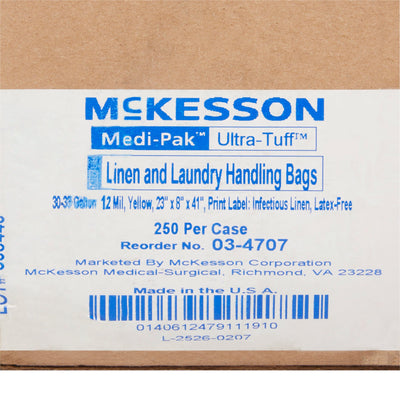 McKESSON
Medi-Pak™ Ultra-Tuff™
Linen and Laundry Handling Bags
Gallon 1.2 Mil, Yellow, 23" x 8" x 41", Print Label: Infectious Linen, Latex-Free
250 Per Case
Reorder No. 03-4707
Marketed By McKesson Corporation
McKesson Medical-Surgical, Richmond, VA 23228
Made in the U.S.A.
0140612479111910
L-2526-0207
LOT#